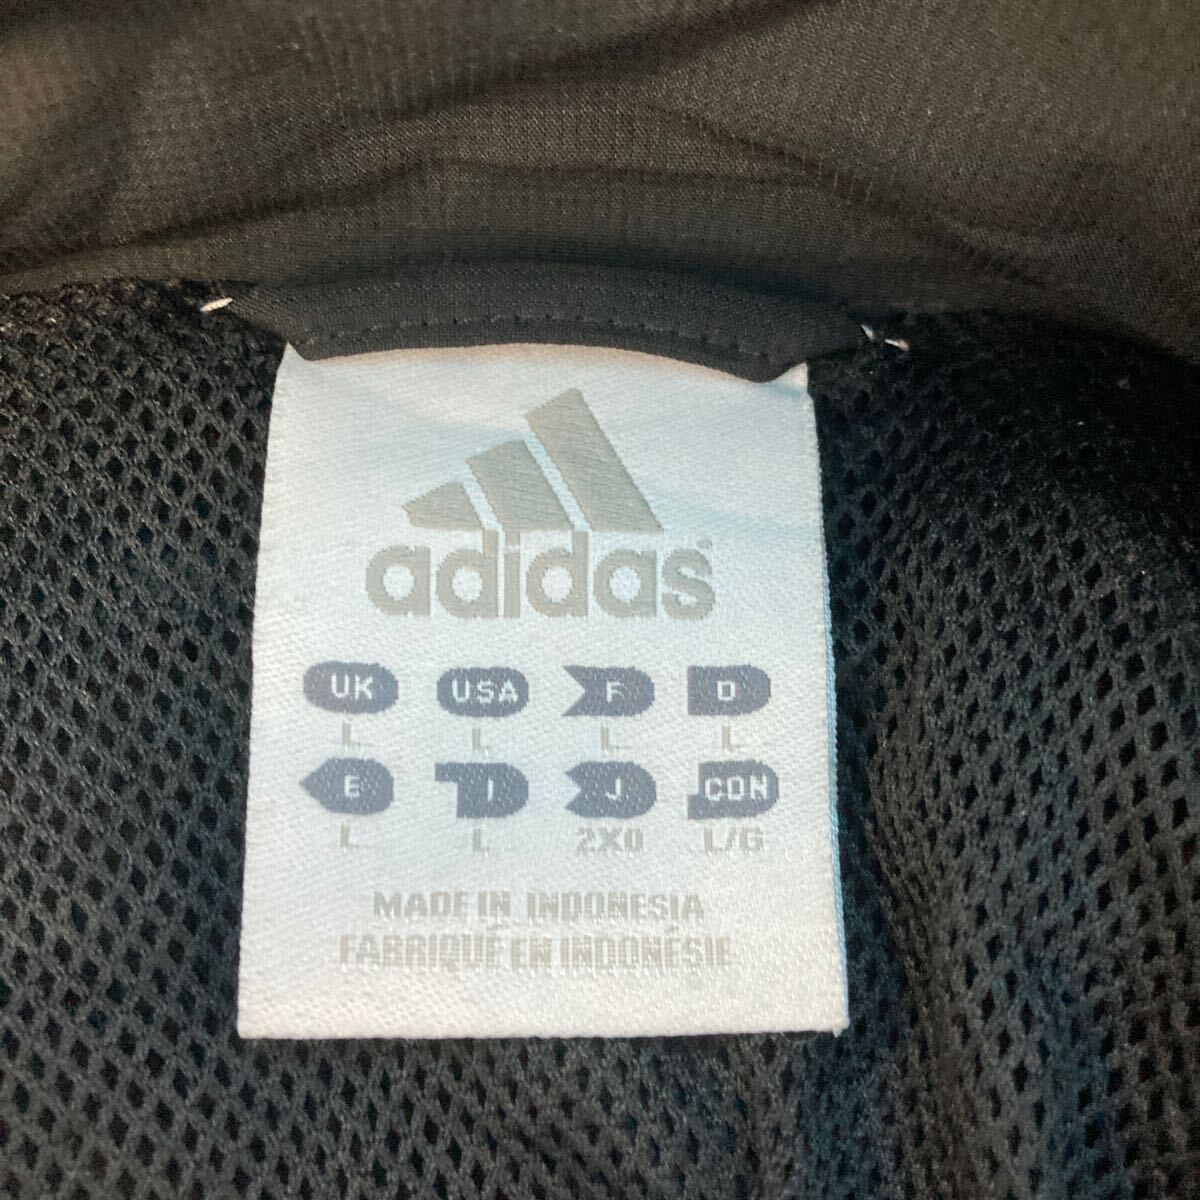 adidas
UK USA F D
L L L L
E I J CON
L L 2XO L/G
MADE IN INDONESIA
FABRIQUÉ EN INDONÉSIE